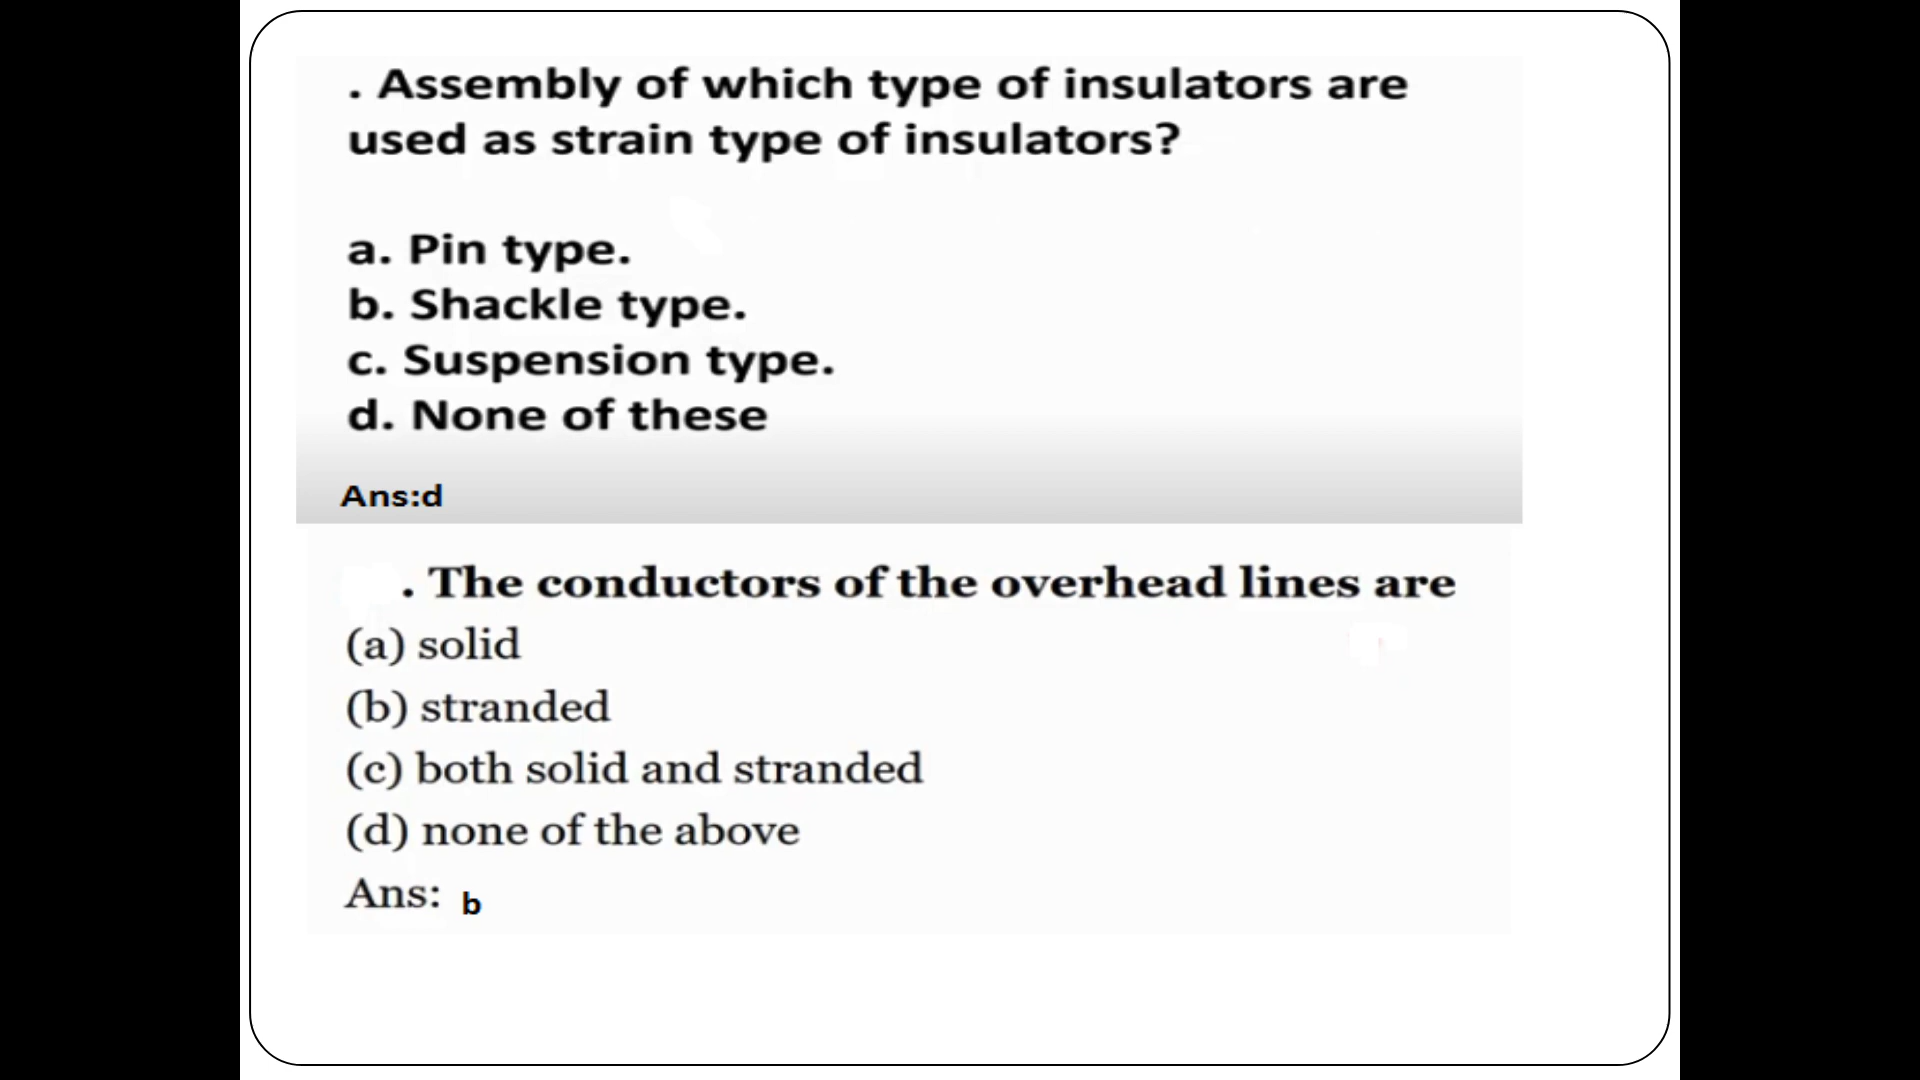 . Assembly of which type of insulators are
used as strain type of insulators?
a. Pin type.
b. Shackle type.
c. Suspension type.
d. None of these
Ans:d
. The conductors of the overhead lines are
(a) solid
(b) stranded
(c) both solid and stranded
(d) none of the above
Ans: b